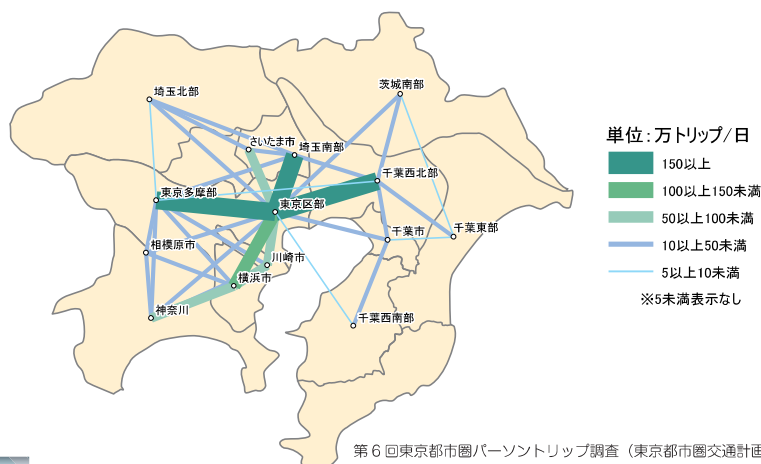 茨城南部
埼玉北部
さいたま市
埼玉南部
千葉西北部
東京多摩部
東京区部
千葉市
千葉東部
相模原市
川崎市
横浜市
神奈川
千葉西南部
単位：万トリップ/日
150以上
100以上150未満
50以上100未満
10以上50未満
5以上10未満
※5未満表示なし
第６回東京都市圏パーソントリップ調査（東京都市圏交通計画